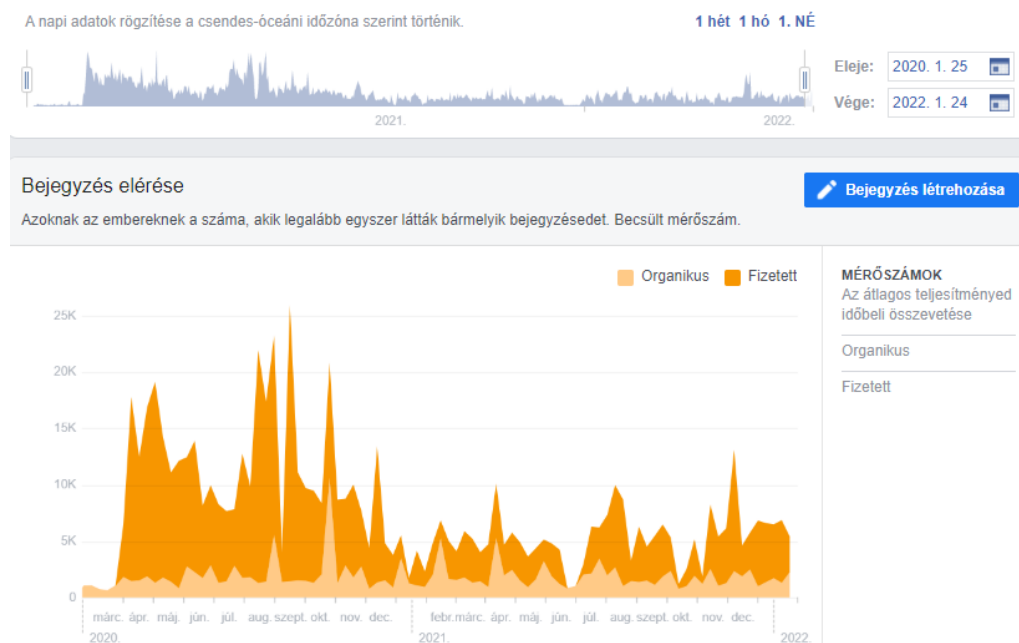 A napi adatok rögzítése a csendes-óceáni időzóna szerint történik.
1 hét 1 hó 1. NÉ
Eleje: 2020. 1. 25
Vége: 2022. 1. 24
2021. 2022.
Bejegyzés elérése
Bejegyzés létrehozása
Azoknak az embereknek a száma, akik legalább egyszer látták bármelyik bejegyzésedet. Becsült mérőszám.
Organikus Fizetett
MÉRŐSZÁMOK
Az átlagos teljesítményed
időbeli összevetése
Organikus
Fizetett
25K
20K
15K
10K
5K
0
márc. ápr. máj. jún. júl. aug. szept. okt. nov. dec. febr. márc. ápr. máj. jún. júl. aug. szept. okt. nov. dec.
2020. 2021. 2022.